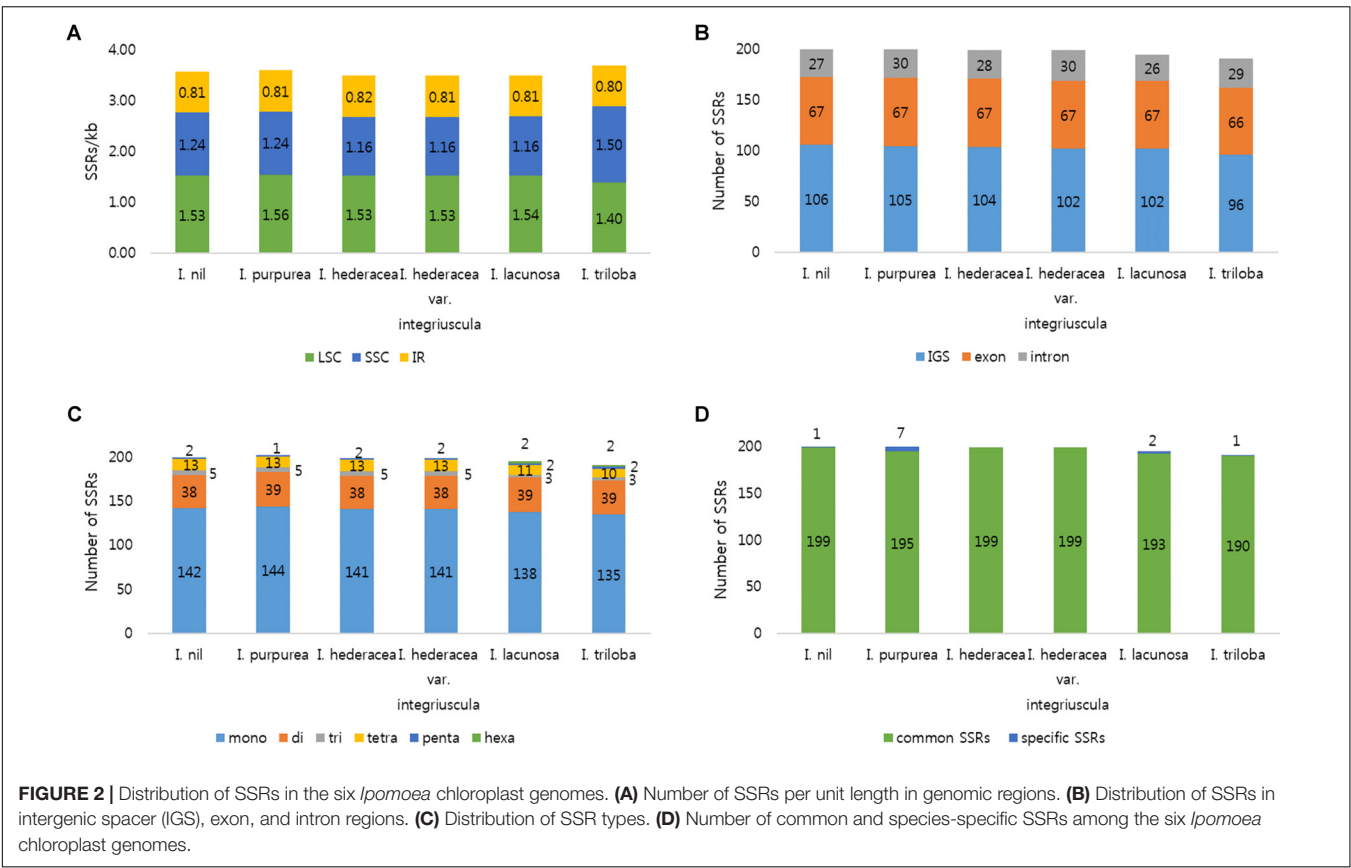 A
4.00
3.00
2.00
1.00
0.00
SSRs/kb
0.81 0.81 0.82 0.81 0.81 0.80
1.24 1.24 1.16 1.16 1.16 1.50
1.53 1.56 1.53 1.53 1.54 1.40
I. nil I. purpurea I. hederacea I. hederacea I. lacunosa I. triloba
var.
integriuscula
LSC SSC IR
B
200
150
100
50
0
Number of SSRs
27 30 28 30 26 29
67 67 67 67 67 66
106 105 104 102 102 96
I. nil I. purpurea I. hederacea I. hederacea I. lacunosa I. triloba
var.
integriuscula
IGS exon intron
C
200
150
100
50
0
Number of SSRs
2 1 2 2 2 2
2 2
13 13 13 13 11 10
5 5 5 5 3 3
38 39 38 38 39 39
142 144 141 141 138 135
I. nil I. purpurea I. hederacea I. hederacea I. lacunosa I. triloba
var.
integriuscula
mono di tri tetra penta hexa
D
200
150
100
50
0
Number of SSRs
1 7 2 1
199 195 199 199 193 190
I. nil I. purpurea I. hederacea I. hederacea I. lacunosa I. triloba
var.
integriuscula
common SSRs specific SSRs
FIGURE 2 | Distribution of SSRs in the six Ipomoea chloroplast genomes. (A) Number of SSRs per unit length in genomic regions. (B) Distribution of SSRs in
intergenic spacer (IGS), exon, and intron regions. (C) Distribution of SSR types. (D) Number of common and species-specific SSRs among the six Ipomoea
chloroplast genomes.